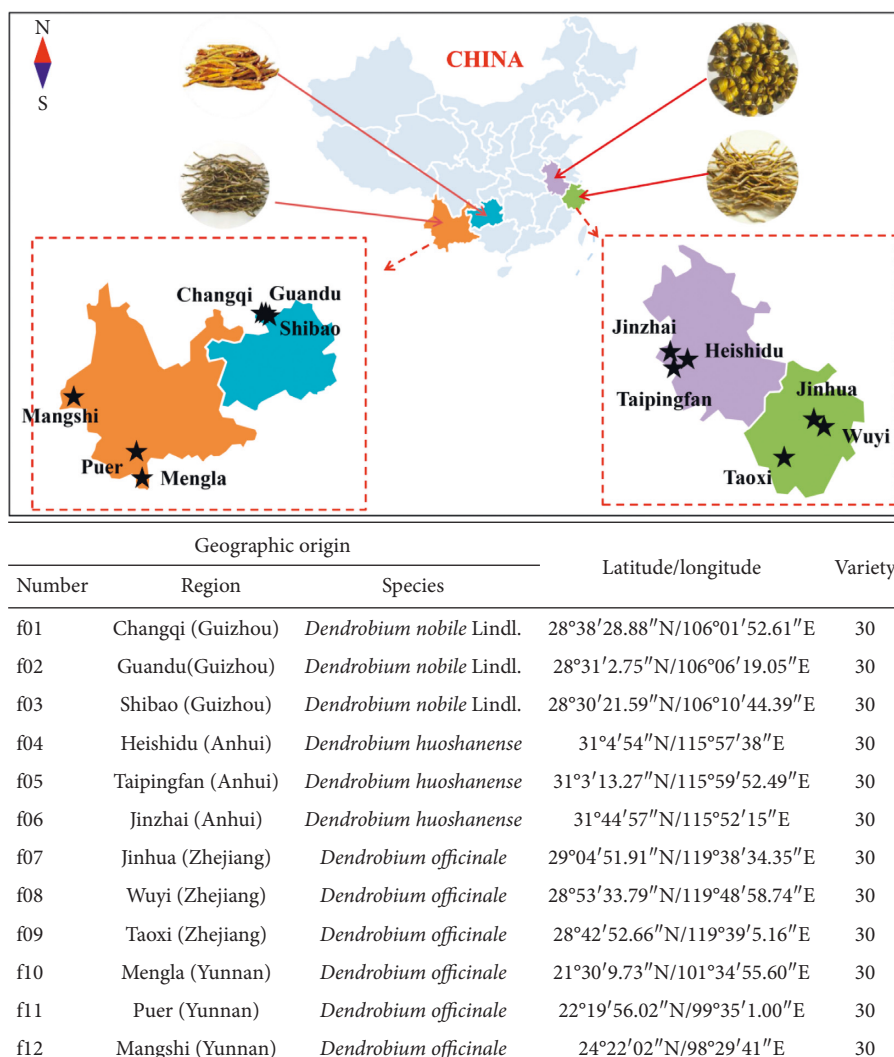 N
S
CHINA
Changqi
Guandu
Shibao
Mangshi
Puer
Mengla
Jinzhai
Heishidu
Taipingfan
Jinhua
Wuyi
Taoxi
Geographic origin Latitude/longitude Variety
Number Region Species
f01 Changqi (Guizhou) Dendrobium nobile Lindl. 28°38′28.88″N/106°01′52.61″E 30
f02 Guandu(Guizhou) Dendrobium nobile Lindl. 28°31′2.75″N/106°06′19.05″E 30
f03 Shibao (Guizhou) Dendrobium nobile Lindl. 28°30′21.59″N/106°10′44.39″E 30
f04 Heishidu (Anhui) Dendrobium huoshanense 31°4′54″N/115°57′38″E 30
f05 Taipingfan (Anhui) Dendrobium huoshanense 31°3′13.27″N/115°59′52.49″E 30
f06 Jinzhai (Anhui) Dendrobium huoshanense 31°44′57″N/115°52′15″E 30
f07 Jinhua (Zhejiang) Dendrobium officinale 29°04′51.91″N/119°38′34.35″E 30
f08 Wuyi (Zhejiang) Dendrobium officinale 28°53′33.79″N/119°48′58.74″E 30
f09 Taoxi (Zhejiang) Dendrobium officinale 28°42′52.66″N/119°39′5.16″E 30
f10 Mengla (Yunnan) Dendrobium officinale 21°30′9.73″N/101°34′55.60″E 30
f11 Puer (Yunnan) Dendrobium officinale 22°19′56.02″N/99°35′1.00″E 30
f12 Mangshi (Yunnan) Dendrobium officinale 24°22′02″N/98°29′41″E 30